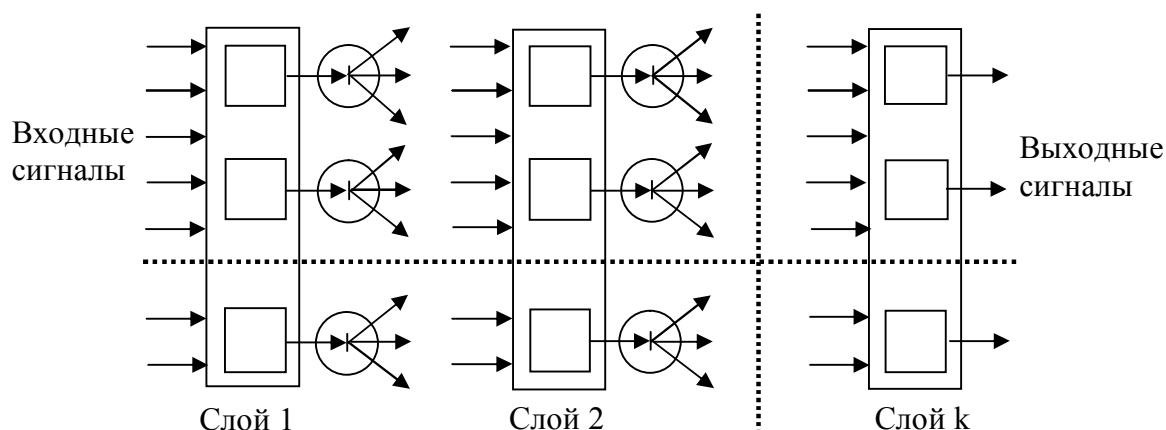 Входные
сигналы
Выходные
сигналы
Слой 1
Слой 2
Слой k